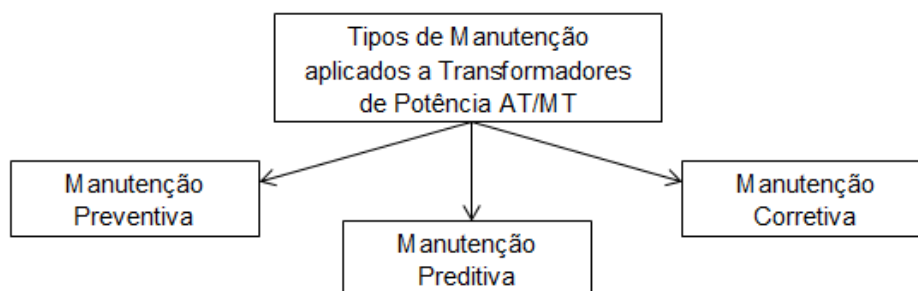 Tipos de Manutenção
aplicados a Transformadores
de Potência AT/MT
Manutenção
Preventiva
Manutenção
Preditiva
Manutenção
Corretiva